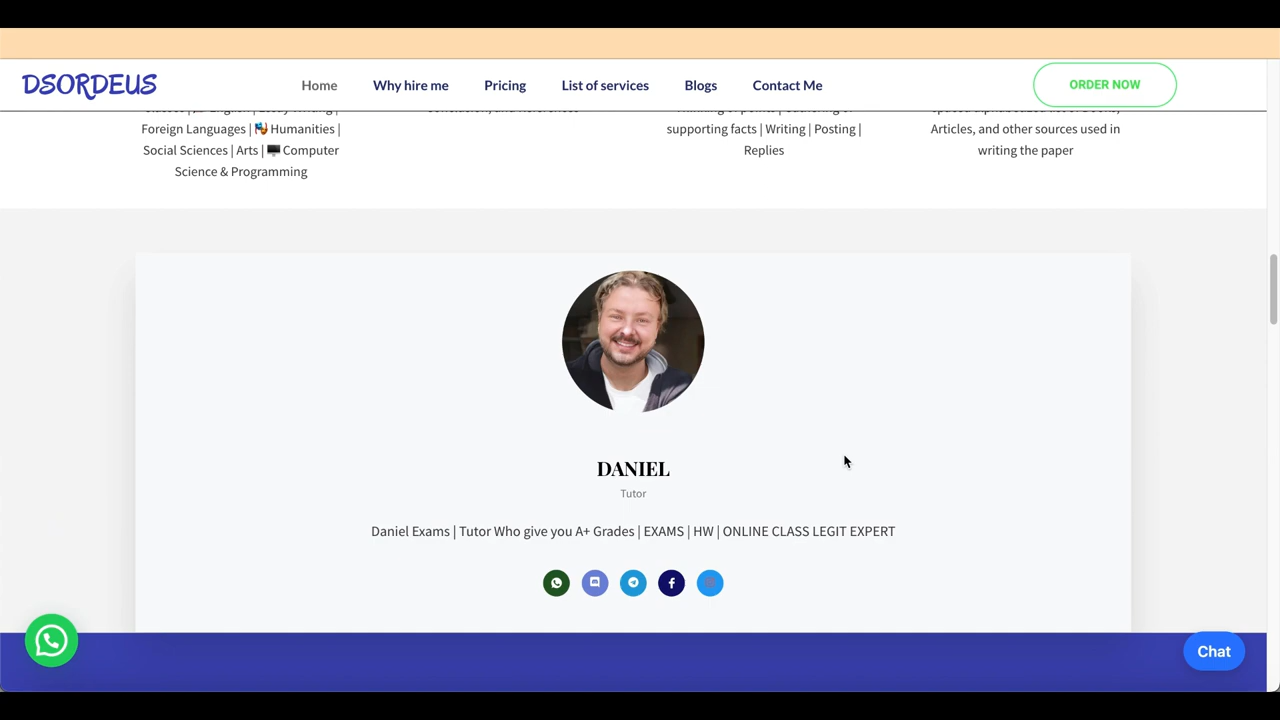 DSORDEUS
Home
Why hire me
Pricing
List of services
Blogs
Contact Me
ORDER NOW
Foreign Languages | Humanities |
Social Sciences | Arts | Computer
Science & Programming
supporting facts | Writing | Posting |
Replies
Articles, and other sources used in
writing the paper
DANIEL
Tutor
Daniel Exams | Tutor Who give you A+ Grades | EXAMS | HW | ONLINE CLASS LEGIT EXPERT
Chat